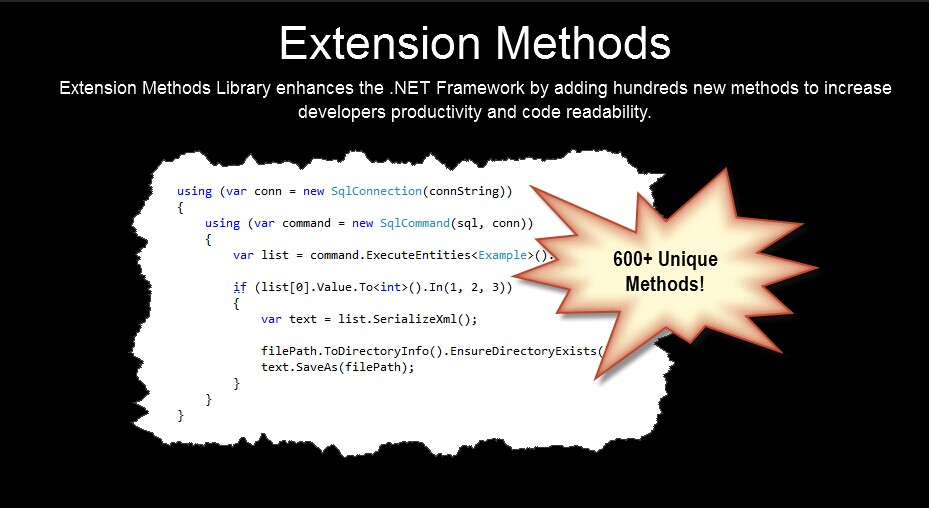 Extension Methods
Extension Methods Library enhances the .NET Framework by adding hundreds new methods to increase
developers productivity and code readability.
using (var conn = new SqlConnection(connString))
{
using (var command = new SqlCommand(sql, conn))
{
var list = command.ExecuteEntities<Example>().
if (list[0].Value.To<int>().In(1, 2, 3))
{
var text = list.SerializeXml();
filePath.ToDirectoryInfo().EnsureDirectoryExists(
text.SaveAs(filePath);
}
}
}
600+ Unique
Methods!